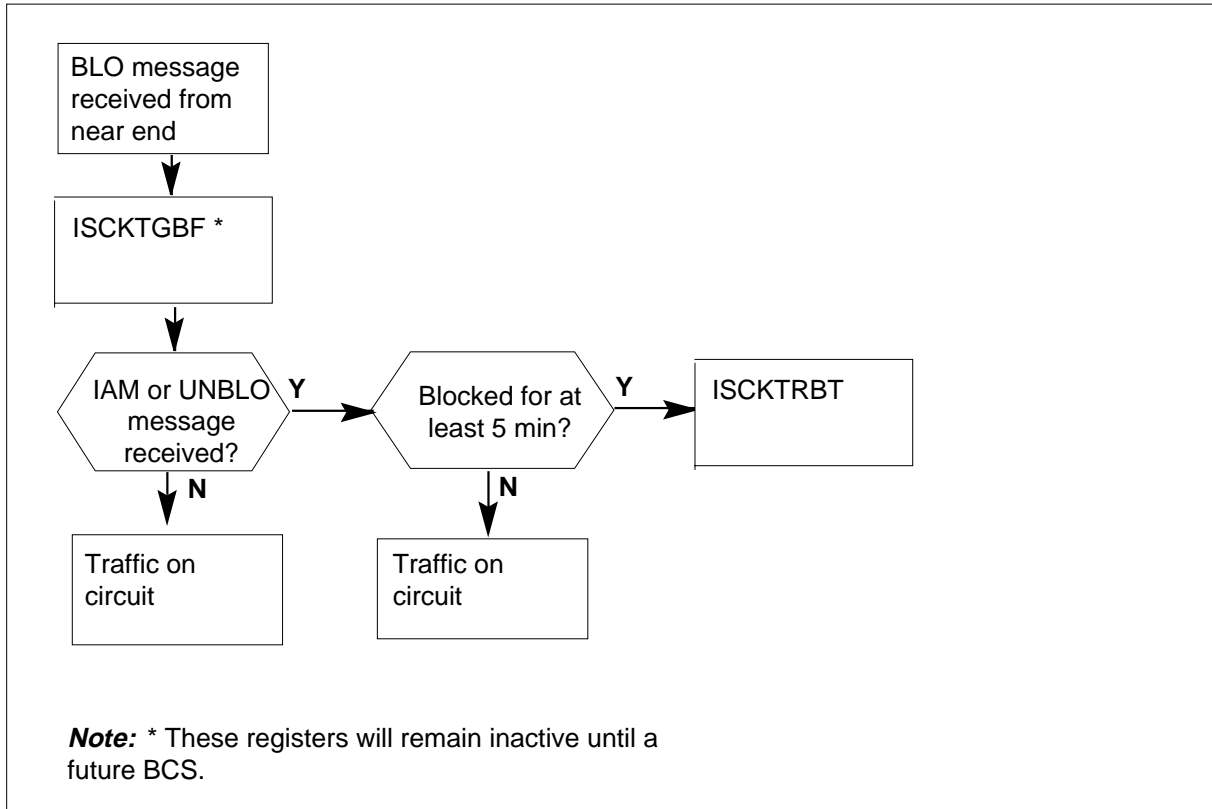 BLO message
received from
near end
ISCKTGBF *
IAM or UNBLO
message
received?
Y
Blocked for at
least 5 min?
Y
ISCKTRBT
N
N
Traffic on
circuit
Traffic on
circuit
Note: * These registers will remain inactive until a
future BCS.